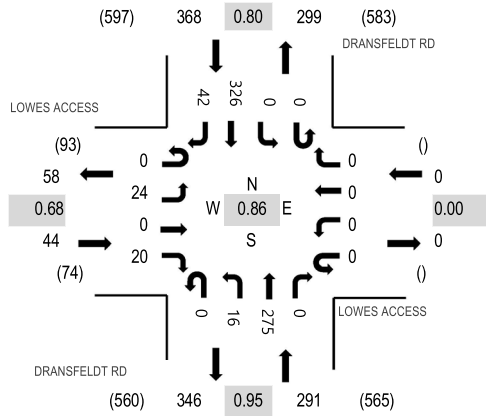 (597) 368 0.80 299 (583)
DRANSFELDT RD
LOWES ACCESS
42 326 0 0
(93) 0 0 ()
58 24 0 0
N
0.68 W 0.86 E 0.00
0 0
S
44 20 0 0
(74) ()
0 16 275 0
LOWES ACCESS
DRANSFELDT RD
(560) 346 0.95 291 (565)